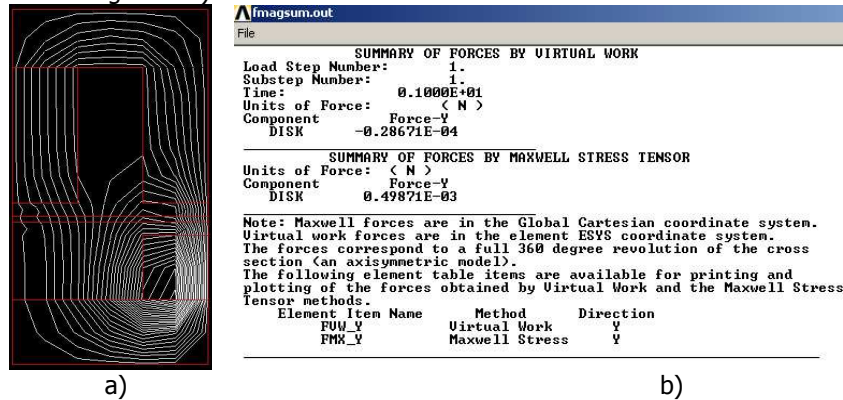 fmagsum.out
File
SUMMARY OF FORCES BY VIRTUAL WORK
Load Step Number: 1.
Substep Number: 1.
Time: 0.1000E+01
Units of Force: ( N )
Component Force-Y
DISK -0.28671E-04
SUMMARY OF FORCES BY MAXWELL STRESS TENSOR
Units of Force: ( N )
Component Force-Y
DISK 0.49871E-03
Note: Maxwell forces are in the Global Cartesian coordinate system.
Virtual work forces are in the element ESYS coordinate system.
The forces correspond to a full 360 degree revolution of the cross
section (an axisymmetric model).
The following element table items are available for printing and
plotting of the forces obtained by Virtual Work and the Maxwell Stress
Tensor methods.
Element Item Name Method Direction
FVW_Y Virtual Work Y
FMX_Y Maxwell Stress Y
a) b)